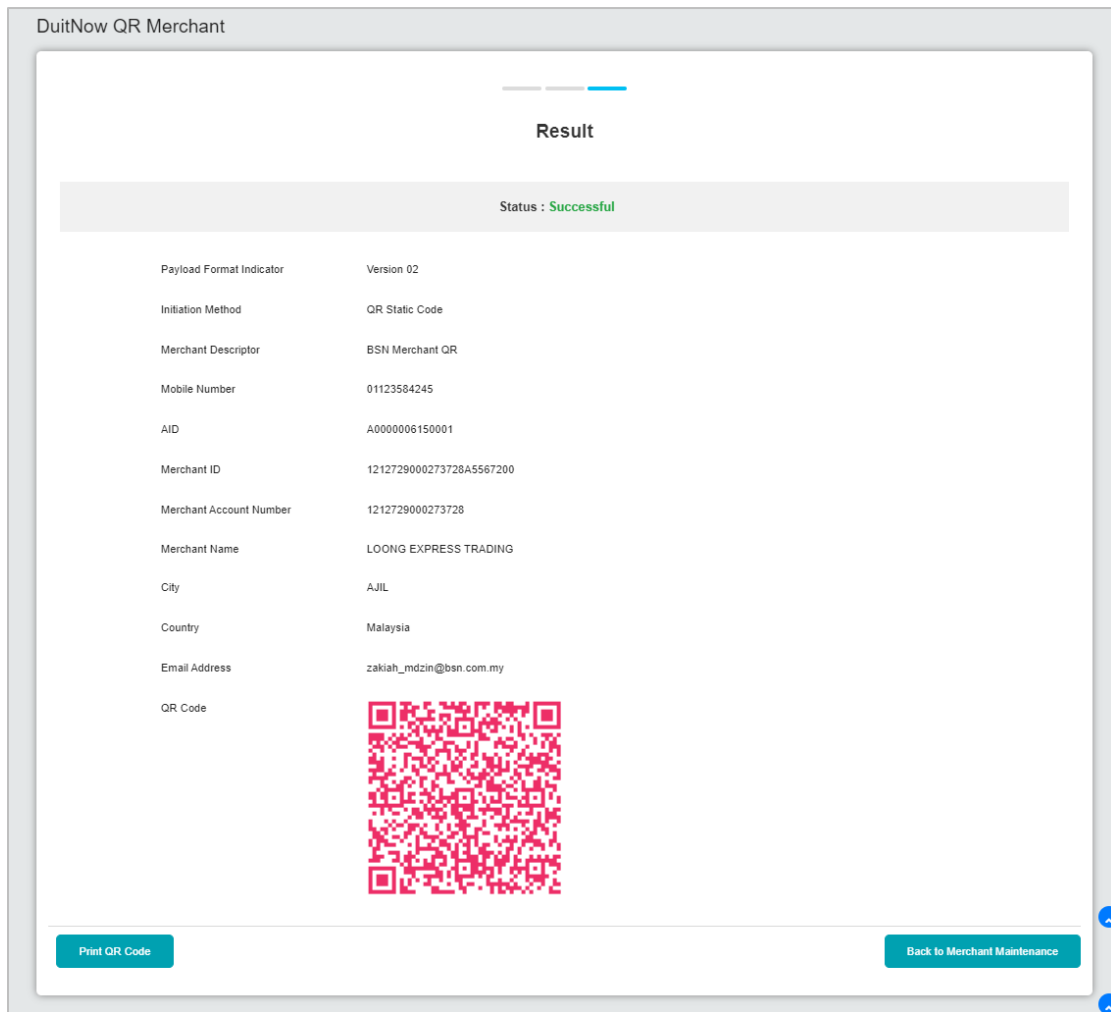 DuitNow QR Merchant
Result
Status : Successful
Payload Format Indicator Version 02
Initiation Method QR Static Code
Merchant Descriptor BSN Merchant QR
Mobile Number 01123584245
AID A0000006150001
Merchant ID 1212729000273728A5567200
Merchant Account Number 1212729000273728
Merchant Name LOONG EXPRESS TRADING
City AJIL
Country Malaysia
Email Address zakiah_mdzin@bsn.com.my
QR Code
Print QR Code Back to Merchant Maintenance